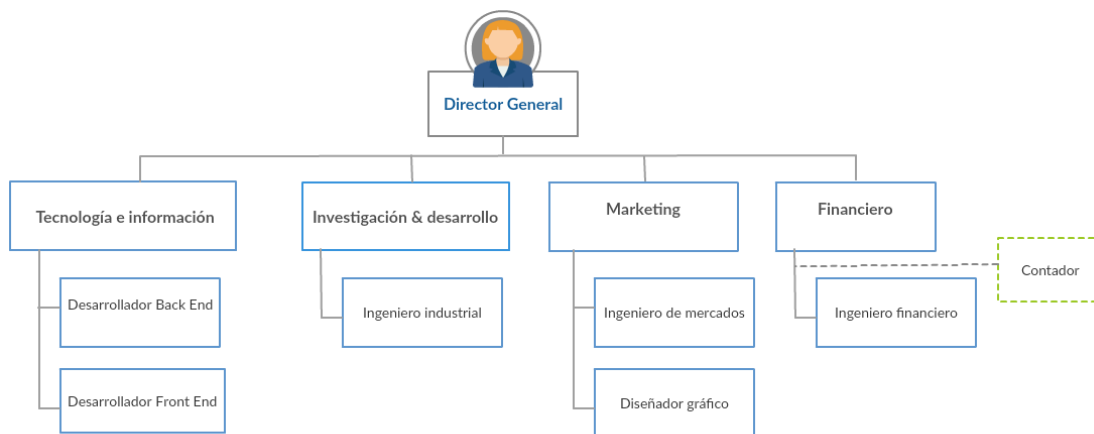 Director General
Tecnología e información
Investigación & desarrollo
Marketing
Financiero
Contador
Desarrollador Back End
Ingeniero industrial
Ingeniero de mercados
Ingeniero financiero
Desarrollador Front End
Diseñador gráfico